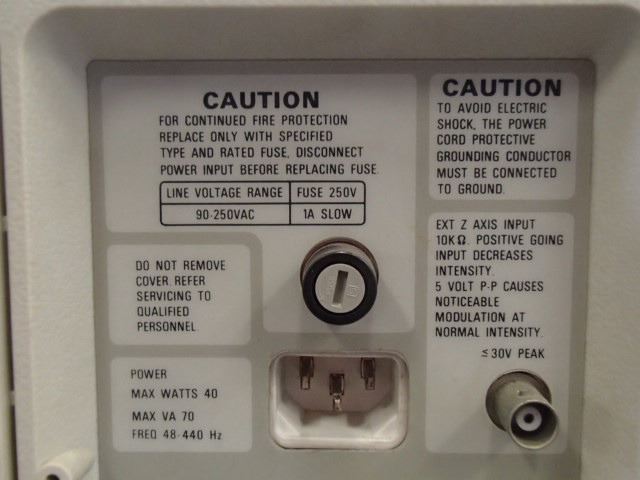 CAUTION
FOR CONTINUED FIRE PROTECTION
REPLACE ONLY WITH SPECIFIED
TYPE AND RATED FUSE, DISCONNECT
POWER INPUT BEFORE REPLACING FUSE.
LINE VOLTAGE RANGE FUSE 250V
90-250VAC 1A SLOW
CAUTION
TO AVOID ELECTRIC
SHOCK, THE POWER
CORD PROTECTIVE
GROUNDING CONDUCTOR
MUST BE CONNECTED
TO GROUND.
DO NOT REMOVE
COVER. REFER
SERVICING TO
QUALIFIED
PERSONNEL.
EXT Z AXIS INPUT
10KΩ. POSITIVE GOING
INPUT DECREASES
INTENSITY.
5 VOLT P-P CAUSES
NOTICEABLE
MODULATION AT
NORMAL INTENSITY.
≤30V PEAK
POWER
MAX WATTS 40
MAX VA 70
FREQ 48-440 Hz